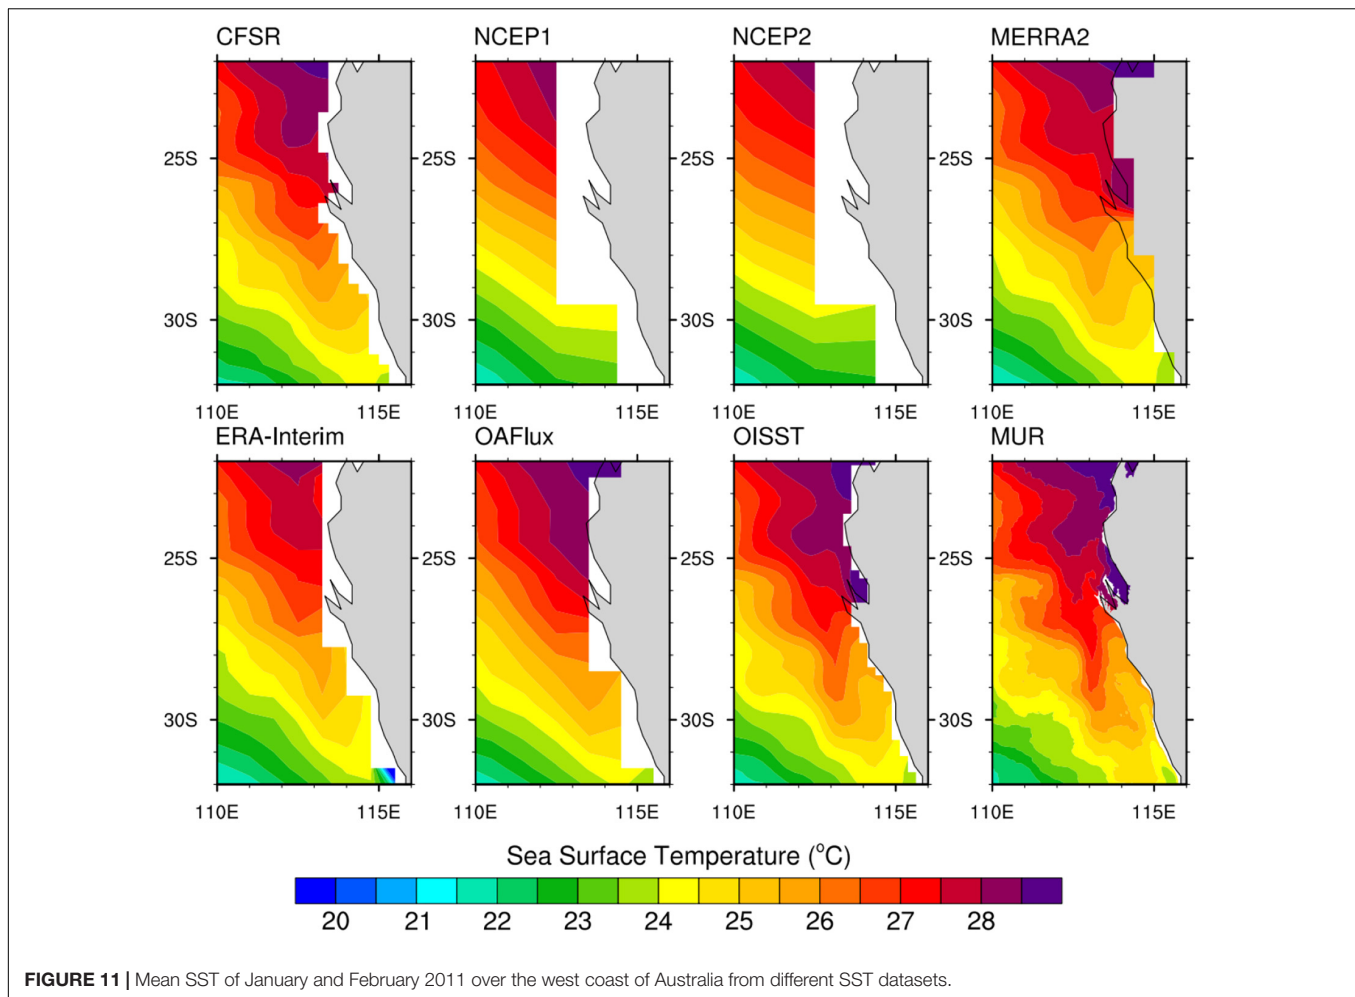 CFSR NCEP1 NCEP2 MERRA2
25S 25S 25S 25S
30S 30S 30S 30S
110E 115E 110E 115E 110E 115E 110E 115E
ERA-Interim OAFlux OISST MUR
25S 25S 25S 25S
30S 30S 30S 30S
110E 115E 110E 115E 110E 115E 110E 115E
Sea Surface Temperature (°C)
20 21 22 23 24 25 26 27 28
FIGURE 11 | Mean SST of January and February 2011 over the west coast of Australia from different SST datasets.